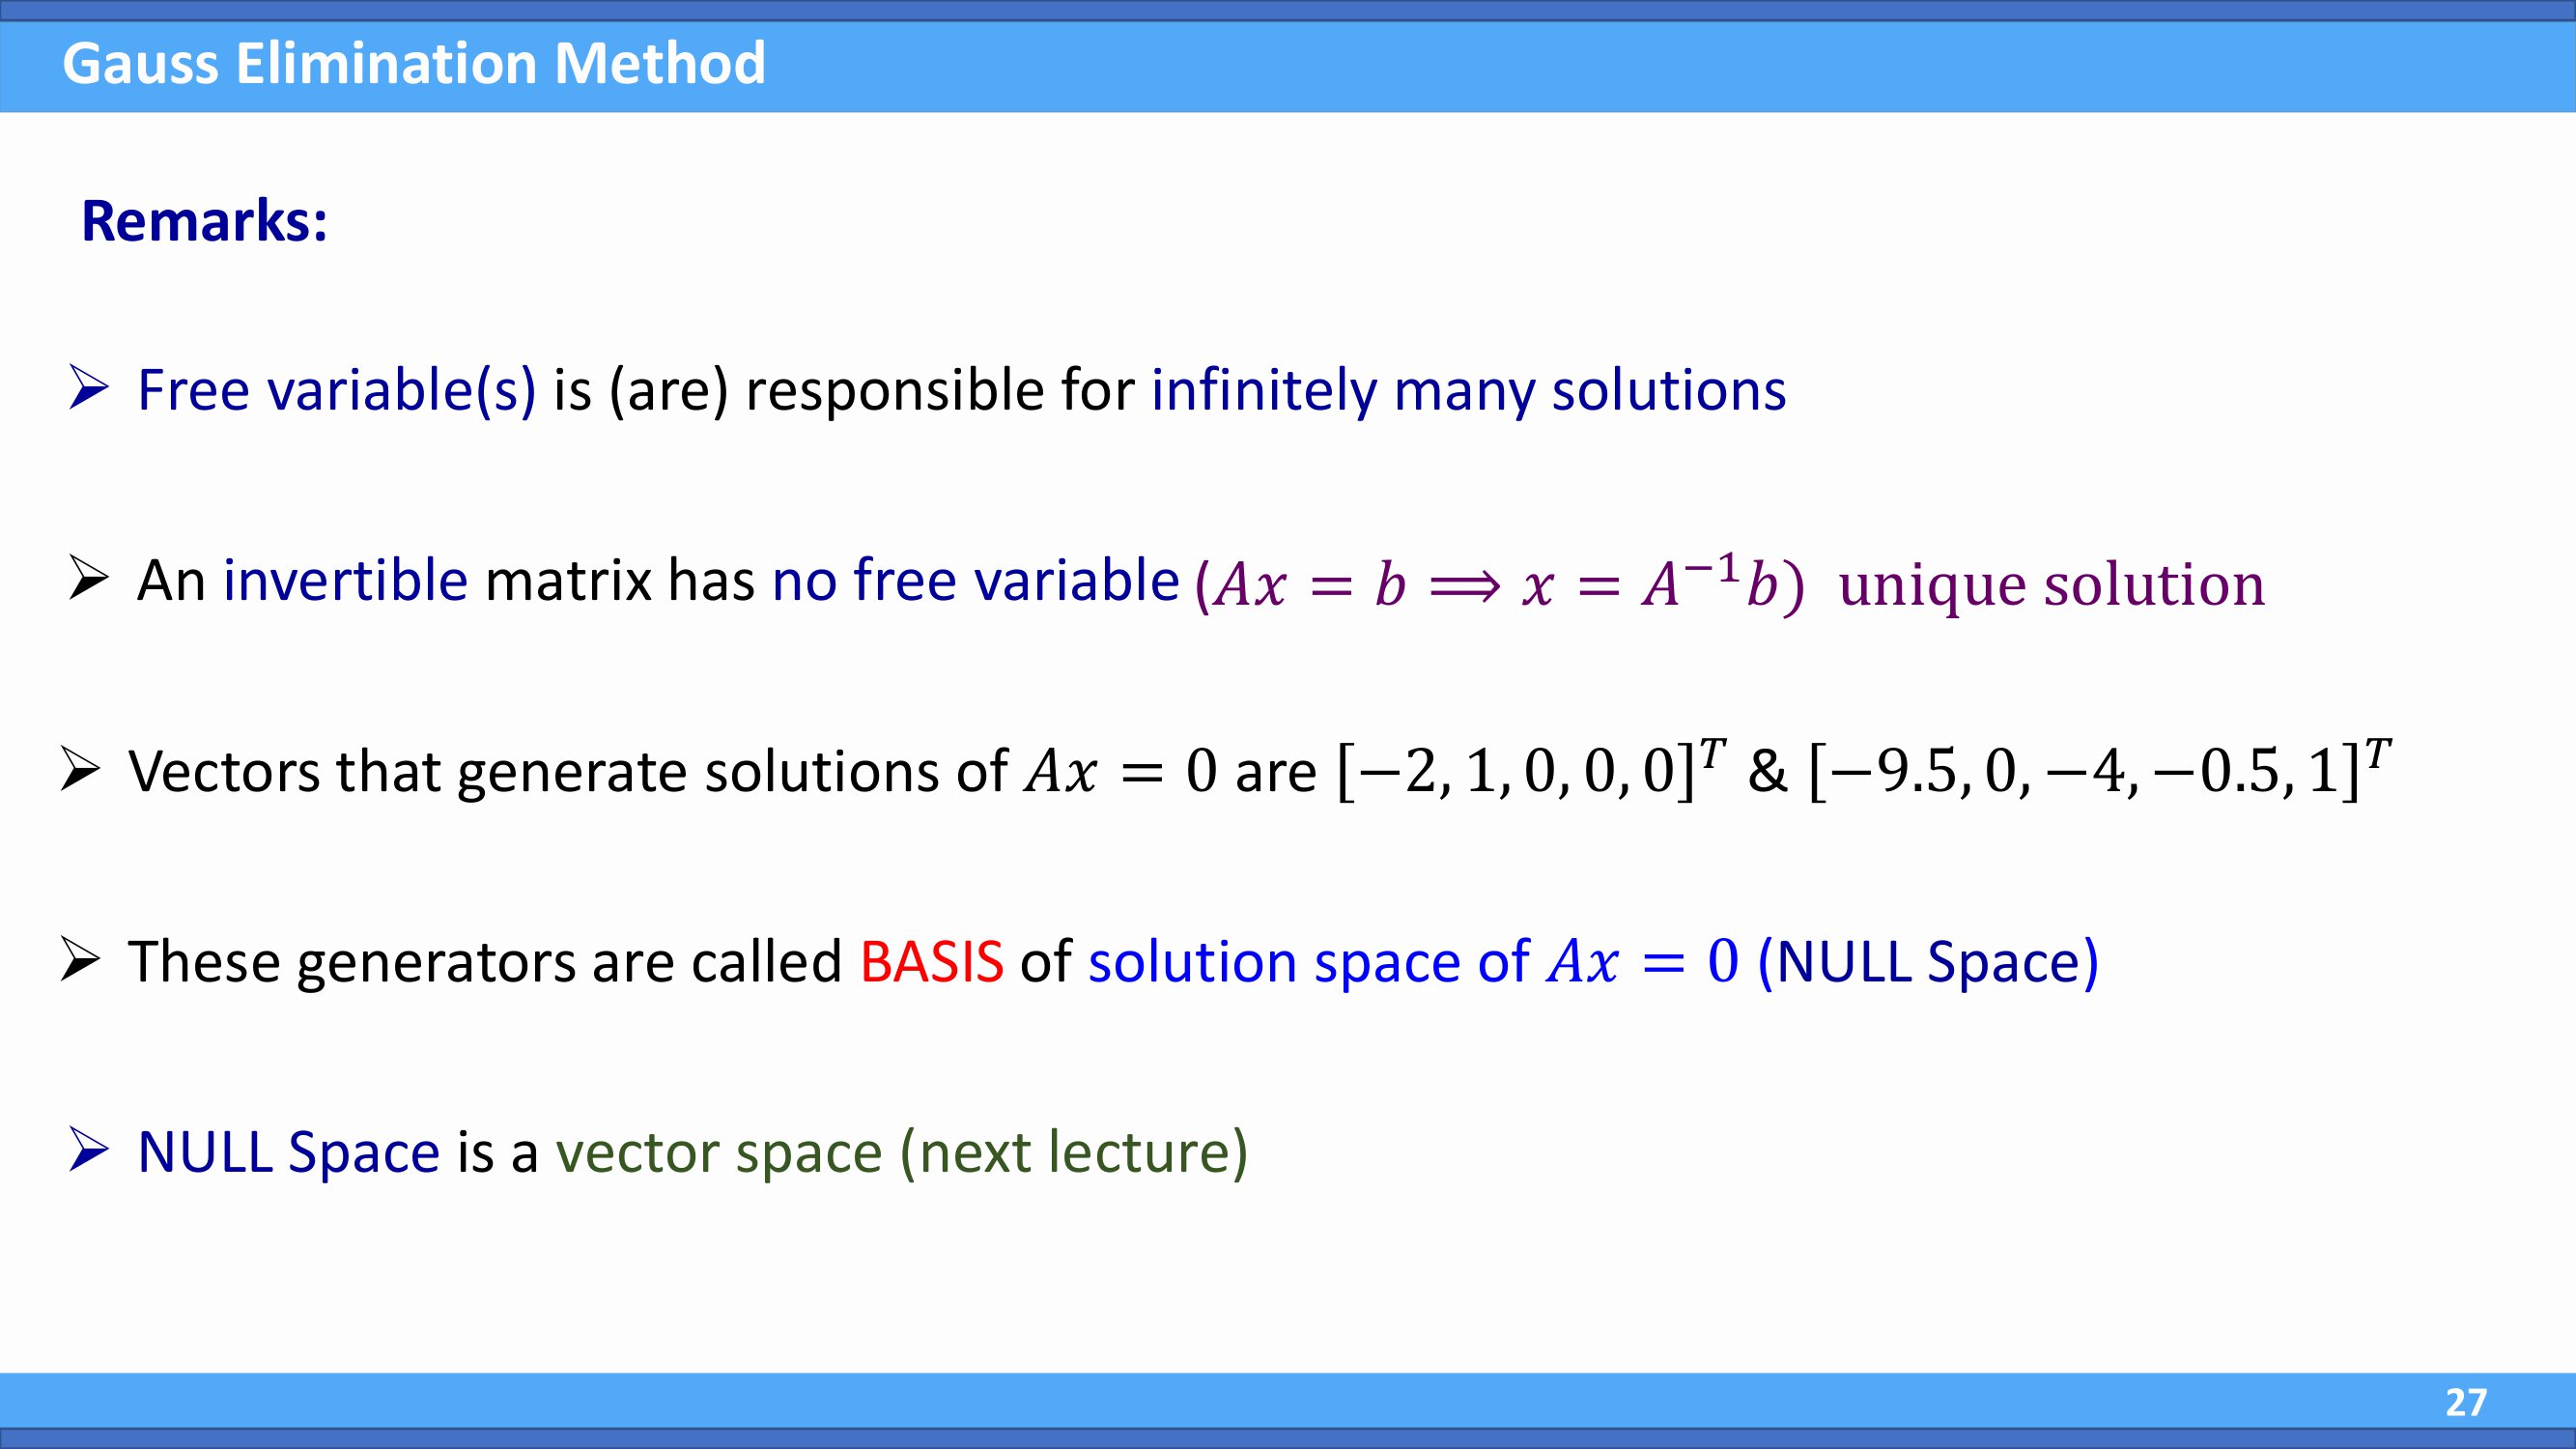 Gauss Elimination Method
Remarks:
➢ Free variable(s) is (are) responsible for infinitely many solutions
➢ An invertible matrix has no free variable (𝐴𝑥 = 𝑏 ⟹ 𝑥 = 𝐴⁻¹𝑏) unique solution
➢ Vectors that generate solutions of 𝐴𝑥 = 0 are [−2, 1, 0, 0, 0]ᵀ & [−9.5, 0, −4, −0.5, 1]ᵀ
➢ These generators are called BASIS of solution space of 𝐴𝑥 = 0 (NULL Space)
➢ NULL Space is a vector space (next lecture)
27